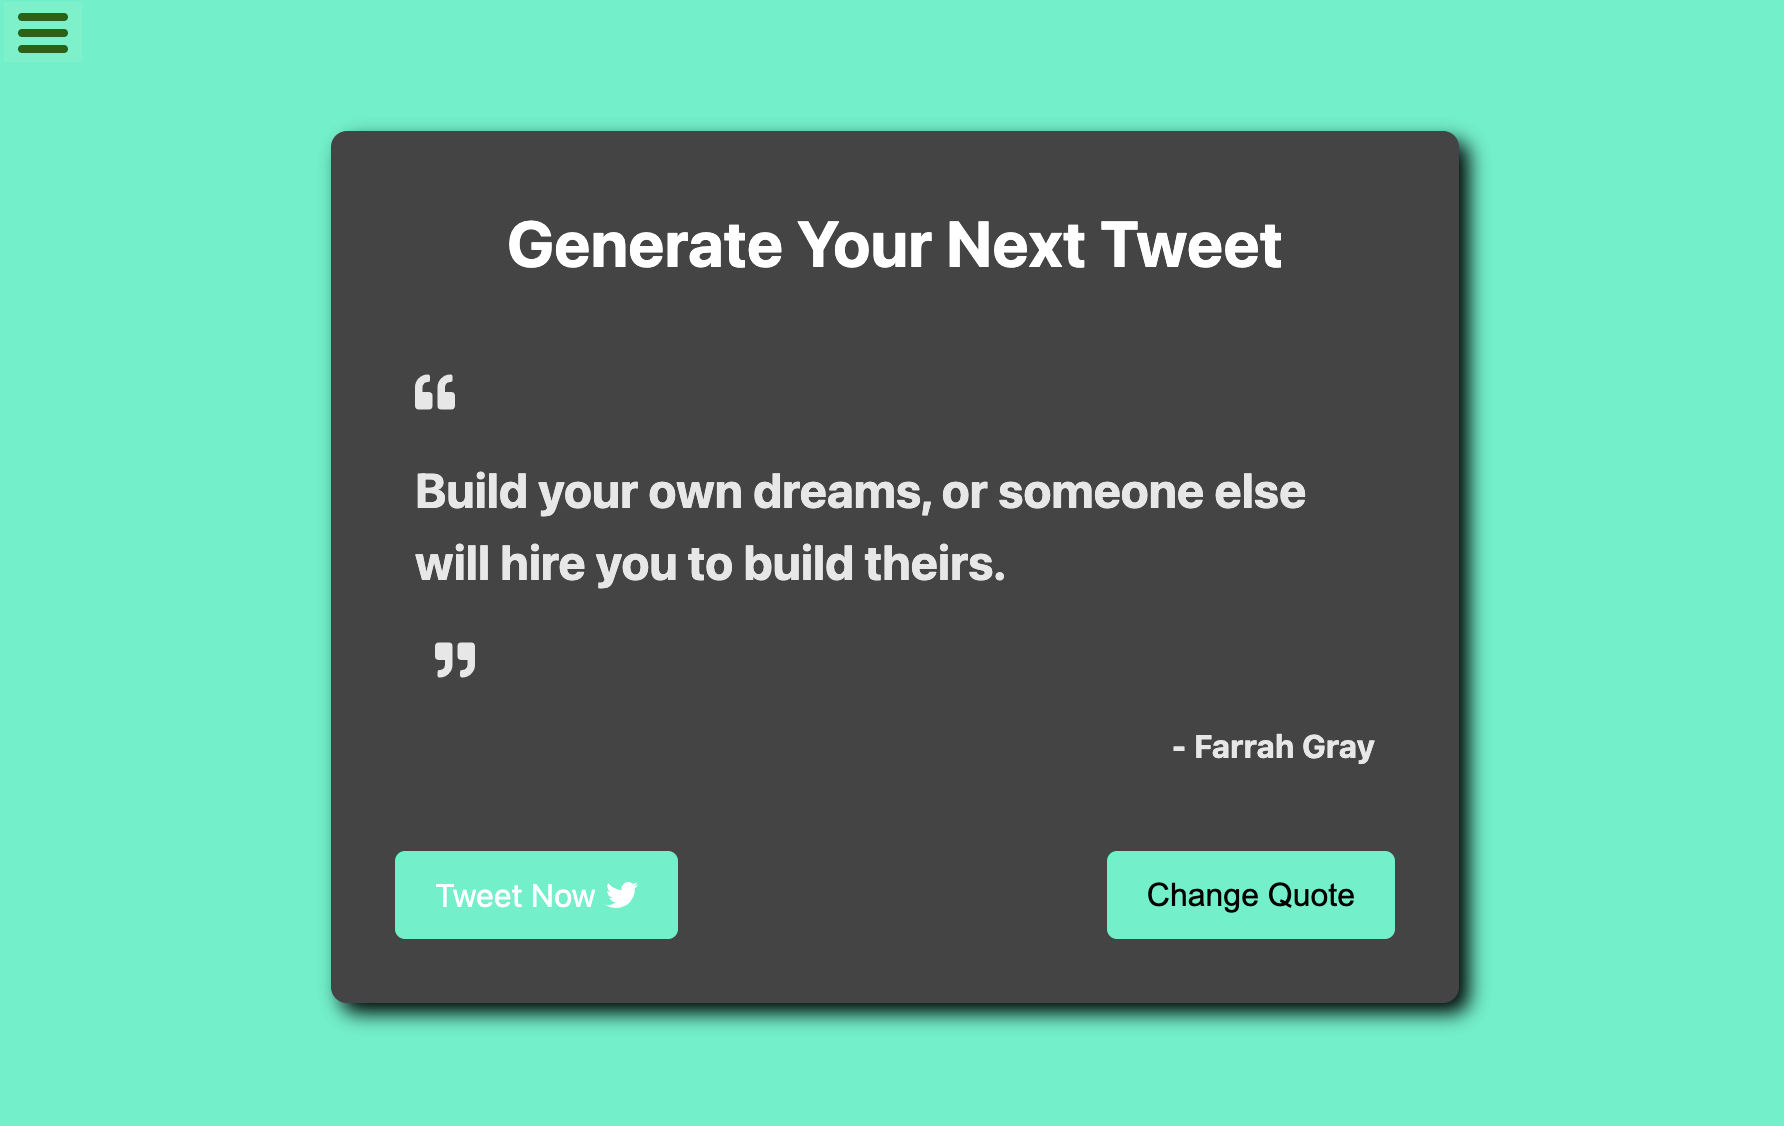 Generate Your Next Tweet
“
Build your own dreams, or someone else
will hire you to build theirs.
”
- Farrah Gray
Tweet Now
Change Quote